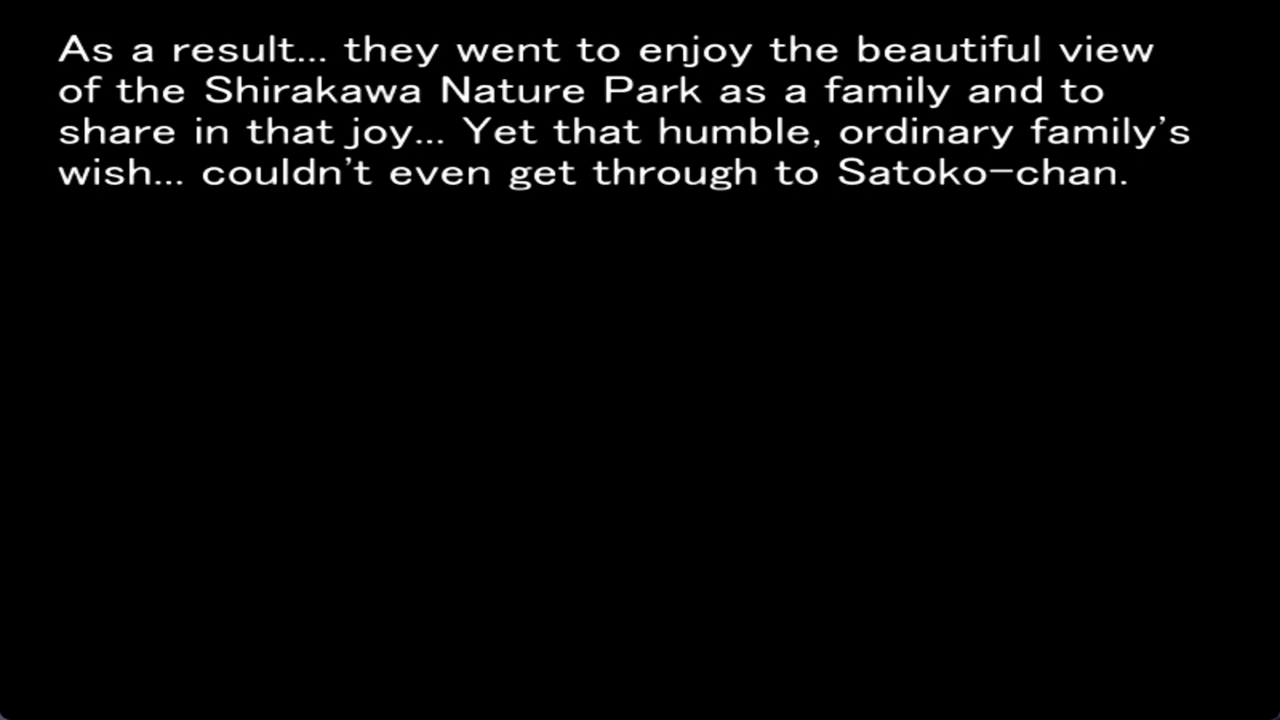 As a result... they went to enjoy the beautiful view
of the Shirakawa Nature Park as a family and to
share in that joy... Yet that humble, ordinary family's
wish... couldn't even get through to Satoko-chan.